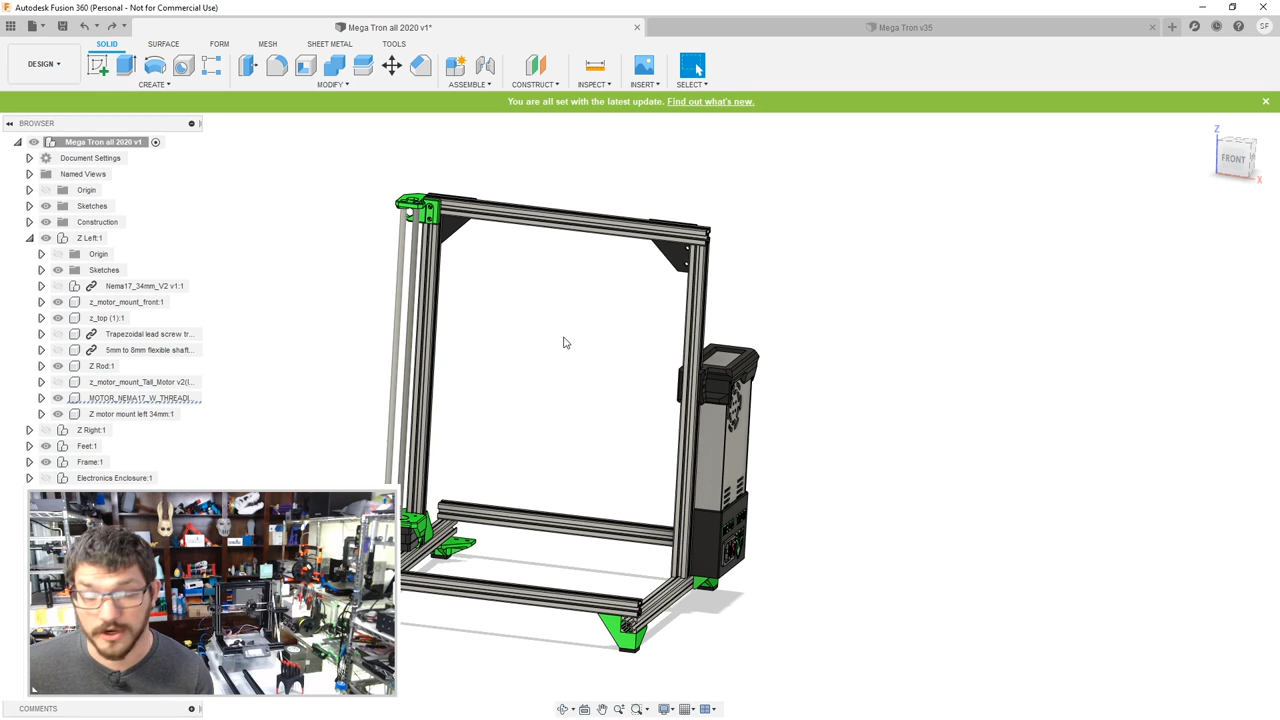 Autodesk Fusion 360 (Personal - Not for Commercial Use)
Mega Tron all 2020 v1*
Mega Tron v35
SF
SOLID
SURFACE
FORM
MESH
SHEET METAL
TOOLS
DESIGN
CREATE
MODIFY
ASSEMBLE
CONSTRUCT
INSPECT
INSERT
SELECT
You are all set with the latest update. Find out what's new.
BROWSER
Mega Tron all 2020 v1
Document Settings
Named Views
Origin
Sketches
Construction
Z Left:1
Origin
Sketches
Nema17_34mm_V2 v1:1
z_motor_mount_front:1
z_top (1):1
Trapezoidal lead screw tr...
5mm to 8mm flexible shaft...
Z Rod:1
z_motor_mount_Tall_Motor v2(l...
MOTOR_NEMA17_W_THREADI...
Z motor mount left 34mm:1
Z Right:1
Feet:1
Frame:1
Electronics Enclosure:1
COMMENTS
Z
FRONT
X